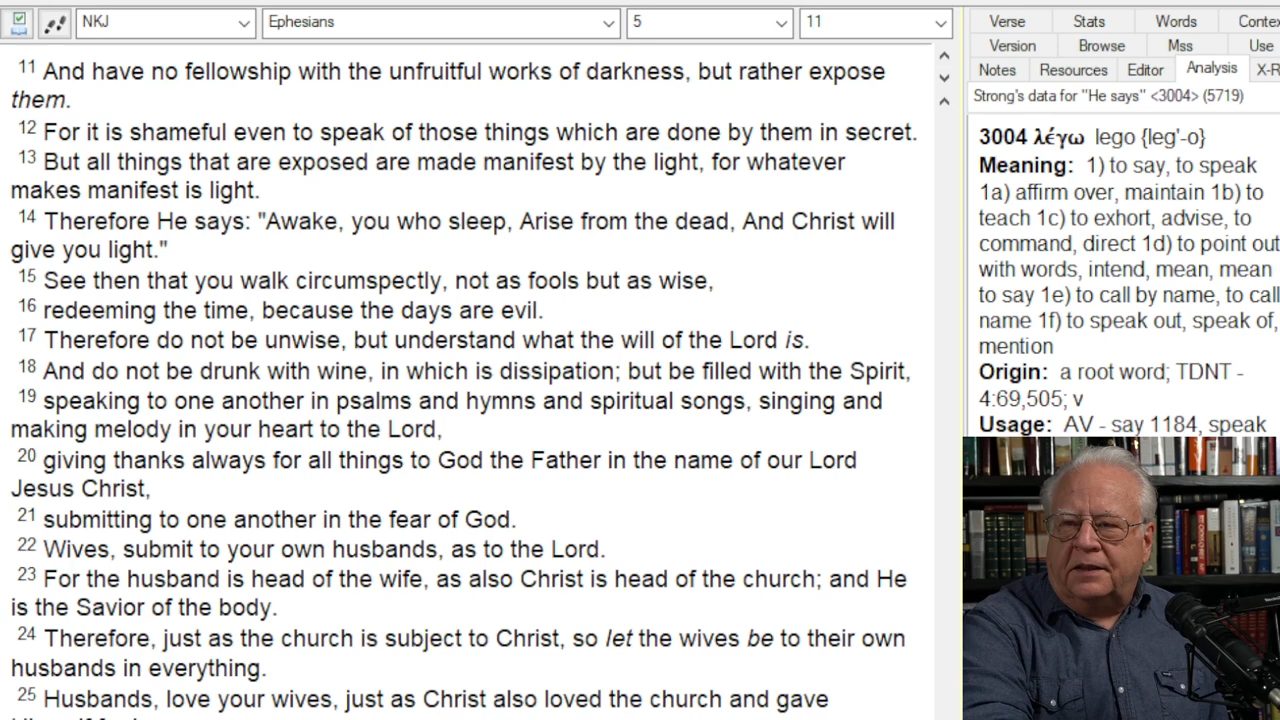 NKJ
Ephesians
5
11
11 And have no fellowship with the unfruitful works of darkness, but rather expose
them.
12 For it is shameful even to speak of those things which are done by them in secret.
13 But all things that are exposed are made manifest by the light, for whatever
makes manifest is light.
14 Therefore He says: "Awake, you who sleep, Arise from the dead, And Christ will
give you light."
15 See then that you walk circumspectly, not as fools but as wise,
16 redeeming the time, because the days are evil.
17 Therefore do not be unwise, but understand what the will of the Lord is.
18 And do not be drunk with wine, in which is dissipation; but be filled with the Spirit,
19 speaking to one another in psalms and hymns and spiritual songs, singing and
making melody in your heart to the Lord,
20 giving thanks always for all things to God the Father in the name of our Lord
Jesus Christ,
21 submitting to one another in the fear of God.
22 Wives, submit to your own husbands, as to the Lord.
23 For the husband is head of the wife, as also Christ is head of the church; and He
is the Savior of the body.
24 Therefore, just as the church is subject to Christ, so let the wives be to their own
husbands in everything.
25 Husbands, love your wives, just as Christ also loved the church and gave
Verse Stats Words Contex
Version Browse Mss Use
Notes Resources Editor Analysis X-R
Strong's data for "He says" <3004> (5719)
3004 λέγω lego {leg'-o}
Meaning: 1) to say, to speak
1a) affirm over, maintain 1b) to
teach 1c) to exhort, advise, to
command, direct 1d) to point out
with words, intend, mean, mean
to say 1e) to call by name, to call
name 1f) to speak out, speak of,
mention
Origin: a root word; TDNT -
4:69,505; v
Usage: AV - say 1184, speak